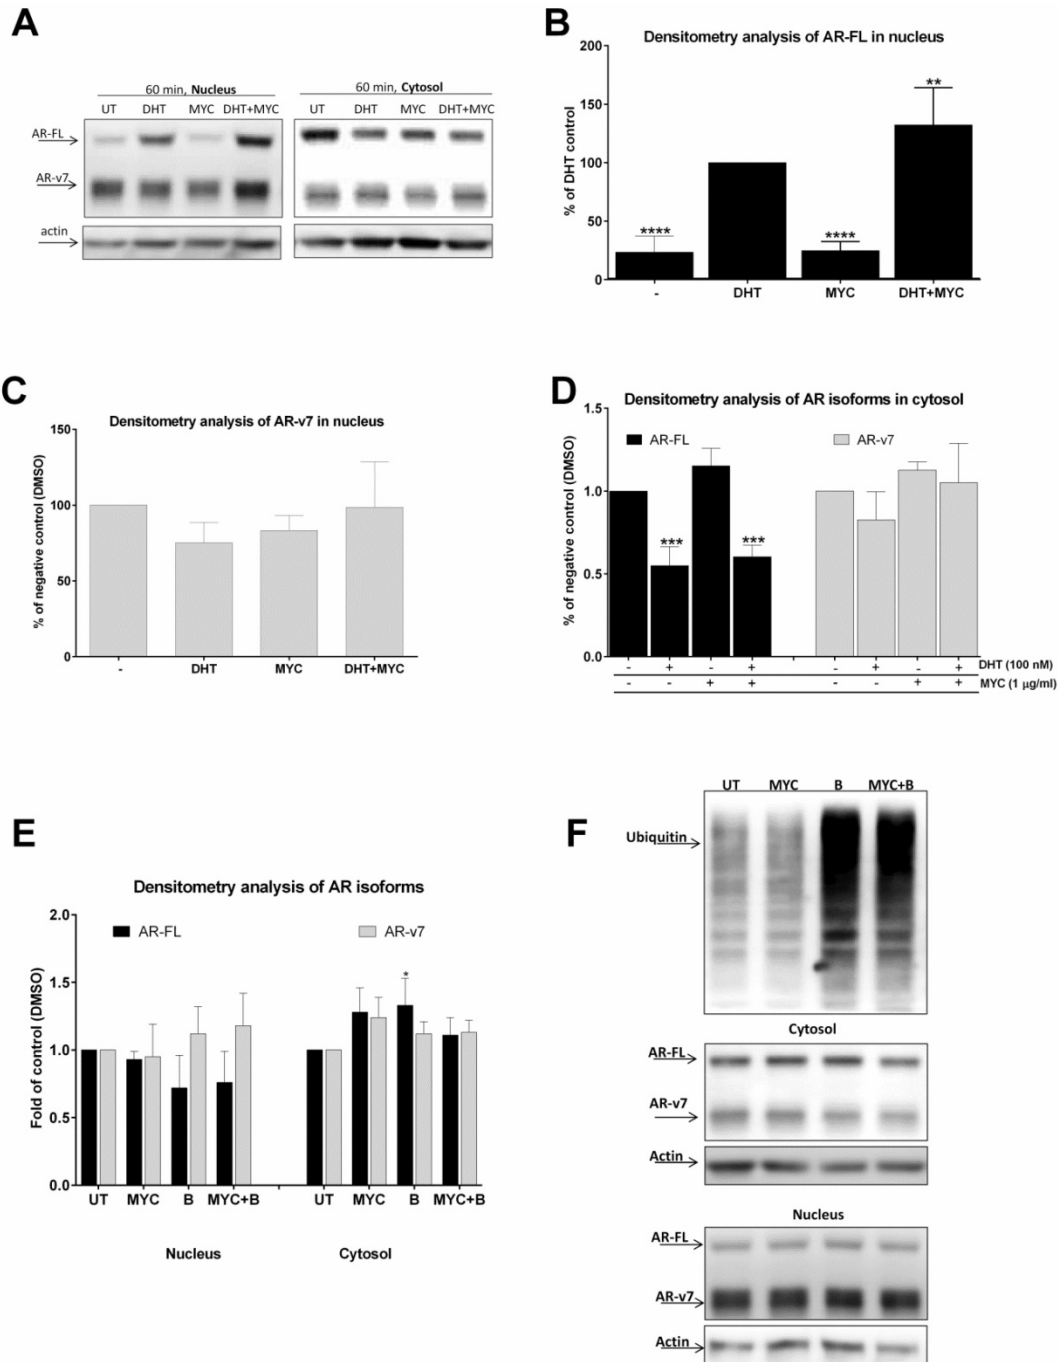 A
60 min, Nucleus
60 min, Cytosol
UT DHT MYC DHT+MYC
UT DHT MYC DHT+MYC
AR-FL
AR-v7
actin
B
Densitometry analysis of AR-FL in nucleus
% of DHT control
200
150
100
50
0
****
****
**
- DHT MYC DHT+MYC
C
Densitometry analysis of AR-v7 in nucleus
% of negative control (DMSO)
150
100
50
0
- DHT MYC DHT+MYC
D
Densitometry analysis of AR isoforms in cytosol
AR-FL
AR-v7
% of negative control (DMSO)
1.5
1.0
0.5
0.0
***
***
- + - + - + - + DHT (100 nM)
- - + + - - + + MYC (1 µg/ml)
E
Densitometry analysis of AR isoforms
AR-FL
AR-v7
Fold of control (DMSO)
2.0
1.5
1.0
0.5
0.0
*
UT MYC B MYC+B UT MYC B MYC+B
Nucleus Cytosol
F
UT MYC B MYC+B
Ubiquitin
Cytosol
AR-FL
AR-v7
Actin
Nucleus
AR-FL
AR-v7
Actin